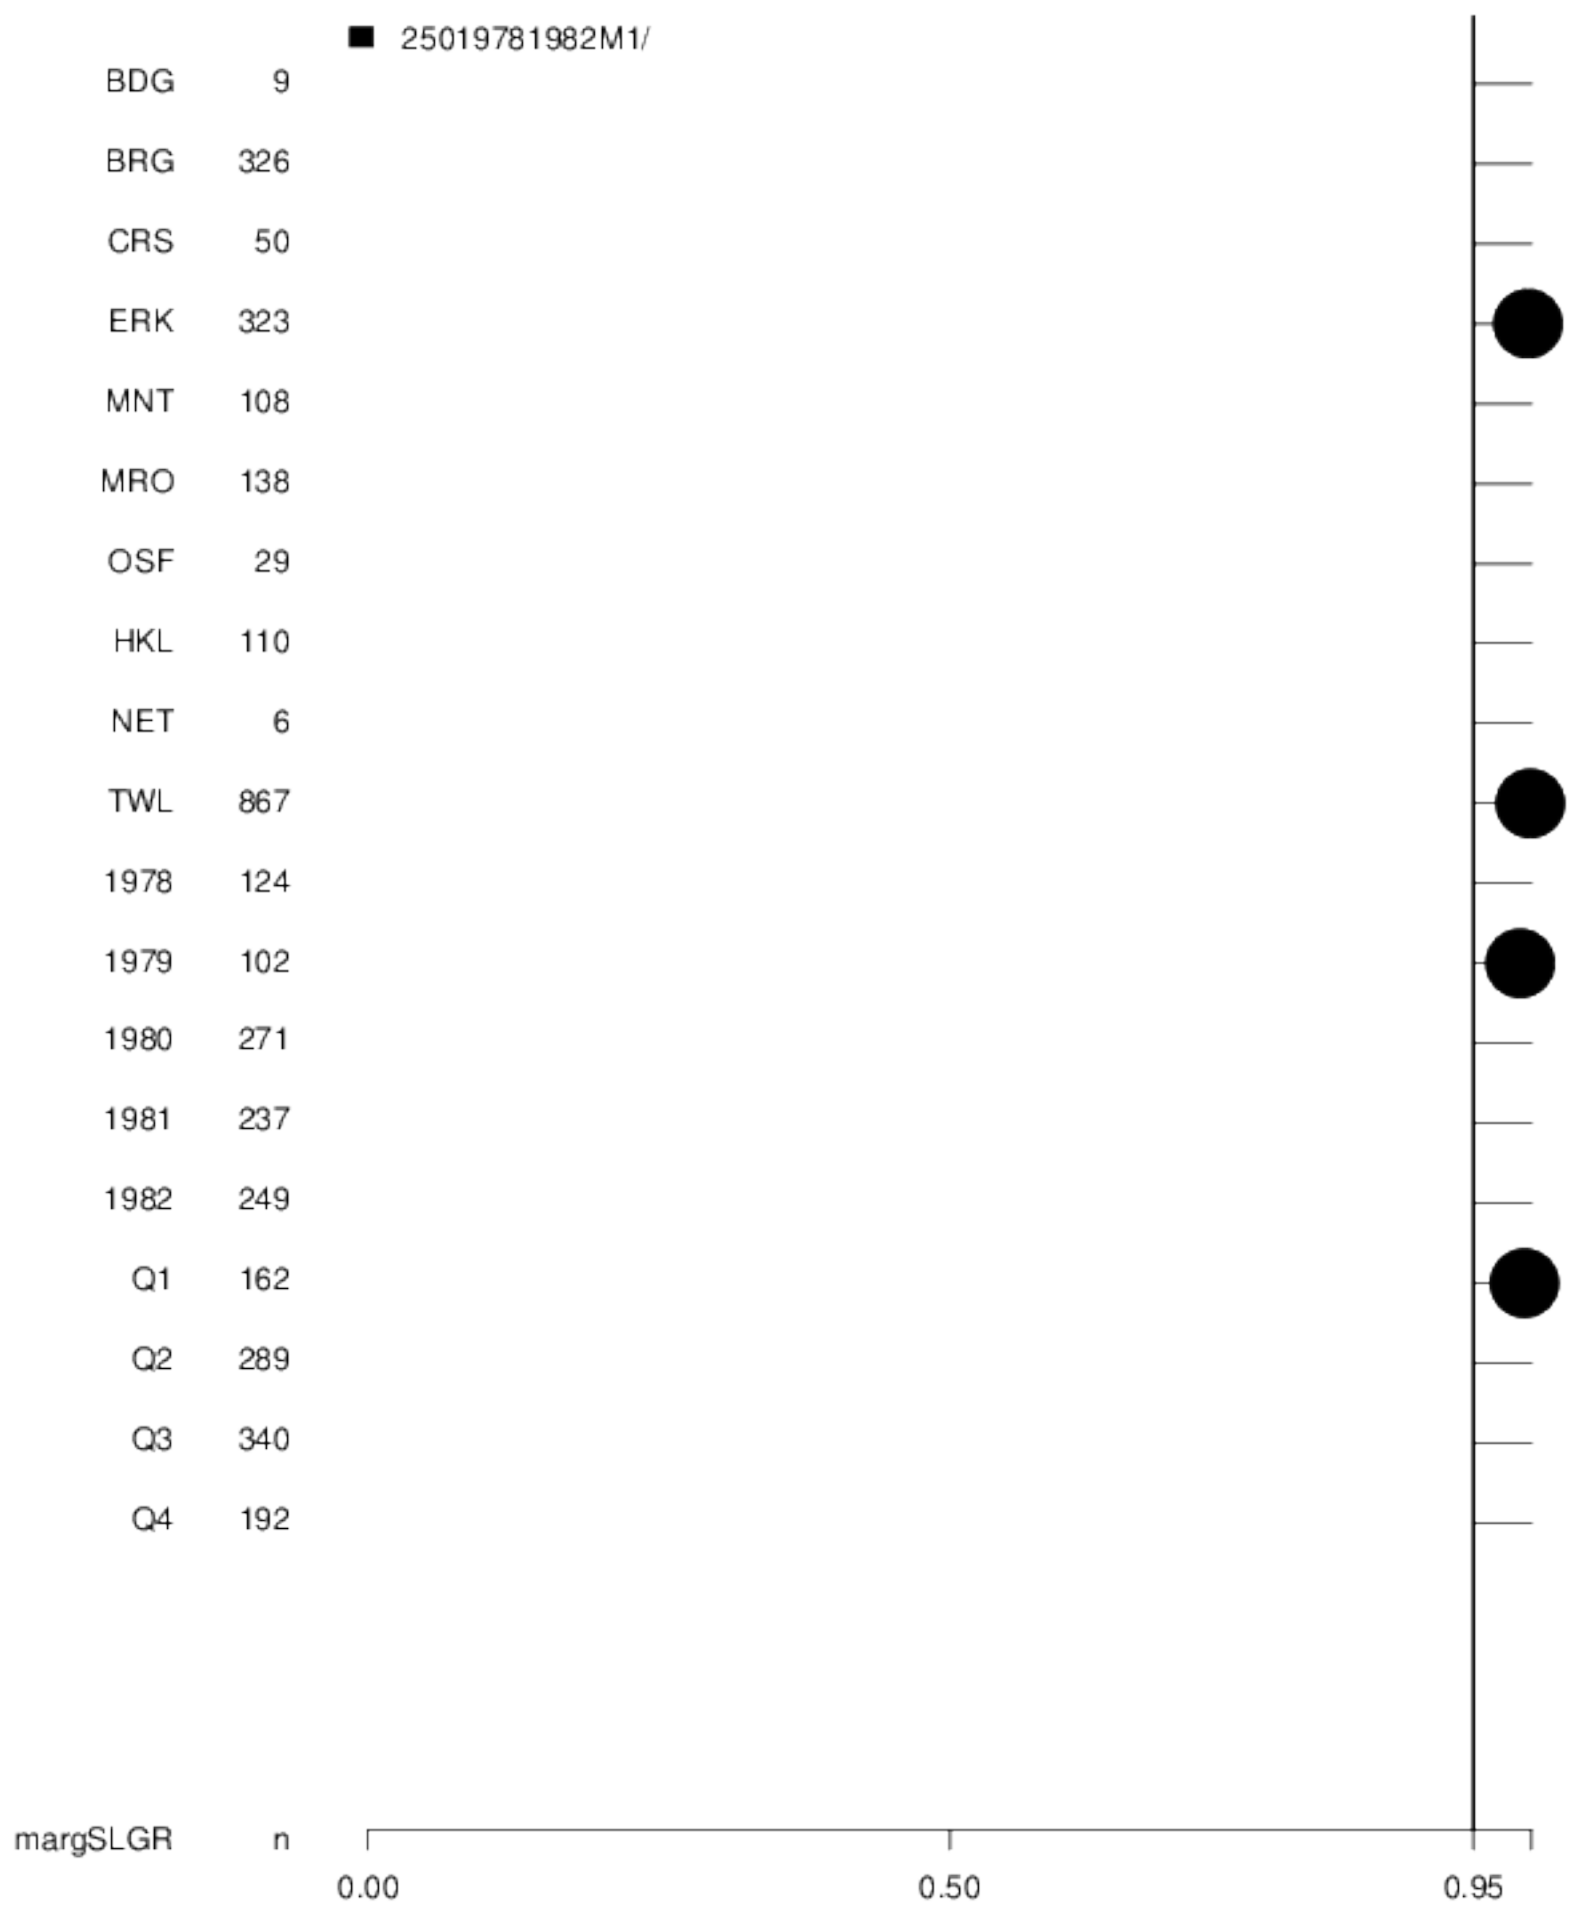 25019781982M1/
BDG 9
BRG 326
CRS 50
ERK 323
MNT 108
MRO 138
OSF 29
HKL 110
NET 6
TWL 867
1978 124
1979 102
1980 271
1981 237
1982 249
Q1 162
Q2 289
Q3 340
Q4 192
margSLGR n
0.00 0.50 0.95